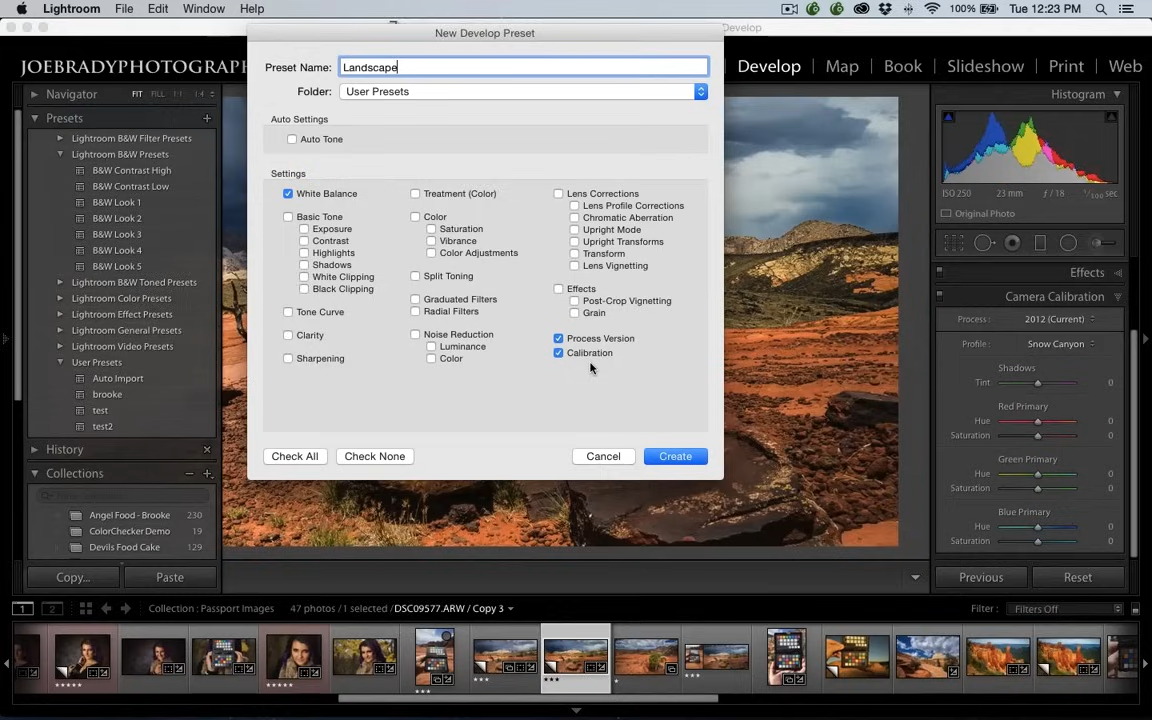 Lightroom File Edit Window Help 100% Tue 12:23 PM
New Develop Preset
Develop
JOEBRADYPHOTOGRAPH
Develop | Map | Book | Slideshow | Print | Web
Preset Name: Landscape
Folder: User Presets
Auto Settings
Auto Tone
Settings
White Balance
Basic Tone
Exposure
Contrast
Highlights
Shadows
White Clipping
Black Clipping
Tone Curve
Clarity
Sharpening
Treatment (Color)
Color
Saturation
Vibrance
Color Adjustments
Split Toning
Graduated Filters
Radial Filters
Noise Reduction
Luminance
Color
Lens Corrections
Lens Profile Corrections
Chromatic Aberration
Upright Mode
Upright Transforms
Transform
Lens Vignetting
Effects
Post-Crop Vignetting
Grain
Process Version
Calibration
Check All
Check None
Cancel
Create
Navigator FIT FILL 1:1 1:4
Presets
Lightroom B&W Filter Presets
Lightroom B&W Presets
B&W Contrast High
B&W Contrast Low
B&W Look 1
B&W Look 2
B&W Look 3
B&W Look 4
B&W Look 5
Lightroom B&W Toned Presets
Lightroom Color Presets
Lightroom Effect Presets
Lightroom General Presets
Lightroom Video Presets
User Presets
Auto Import
brooke
test
test2
History
Collections
Angel Food - Brooke 230
ColorChecker Demo 19
Devils Food Cake 129
Copy...
Paste
Histogram
ISO 250 23 mm ƒ / 18 1/100 sec
Original Photo
Effects
Camera Calibration
Process : 2012 (Current)
Profile : Snow Canyon
Shadows
Tint 0
Red Primary
Hue 0
Saturation 0
Green Primary
Hue 0
Saturation 0
Blue Primary
Hue 0
Saturation 0
Previous
Reset
1 2 Collection : Passport Images 47 photos / 1 selected / DSC09577.ARW / Copy 3
Filter : Filters Off